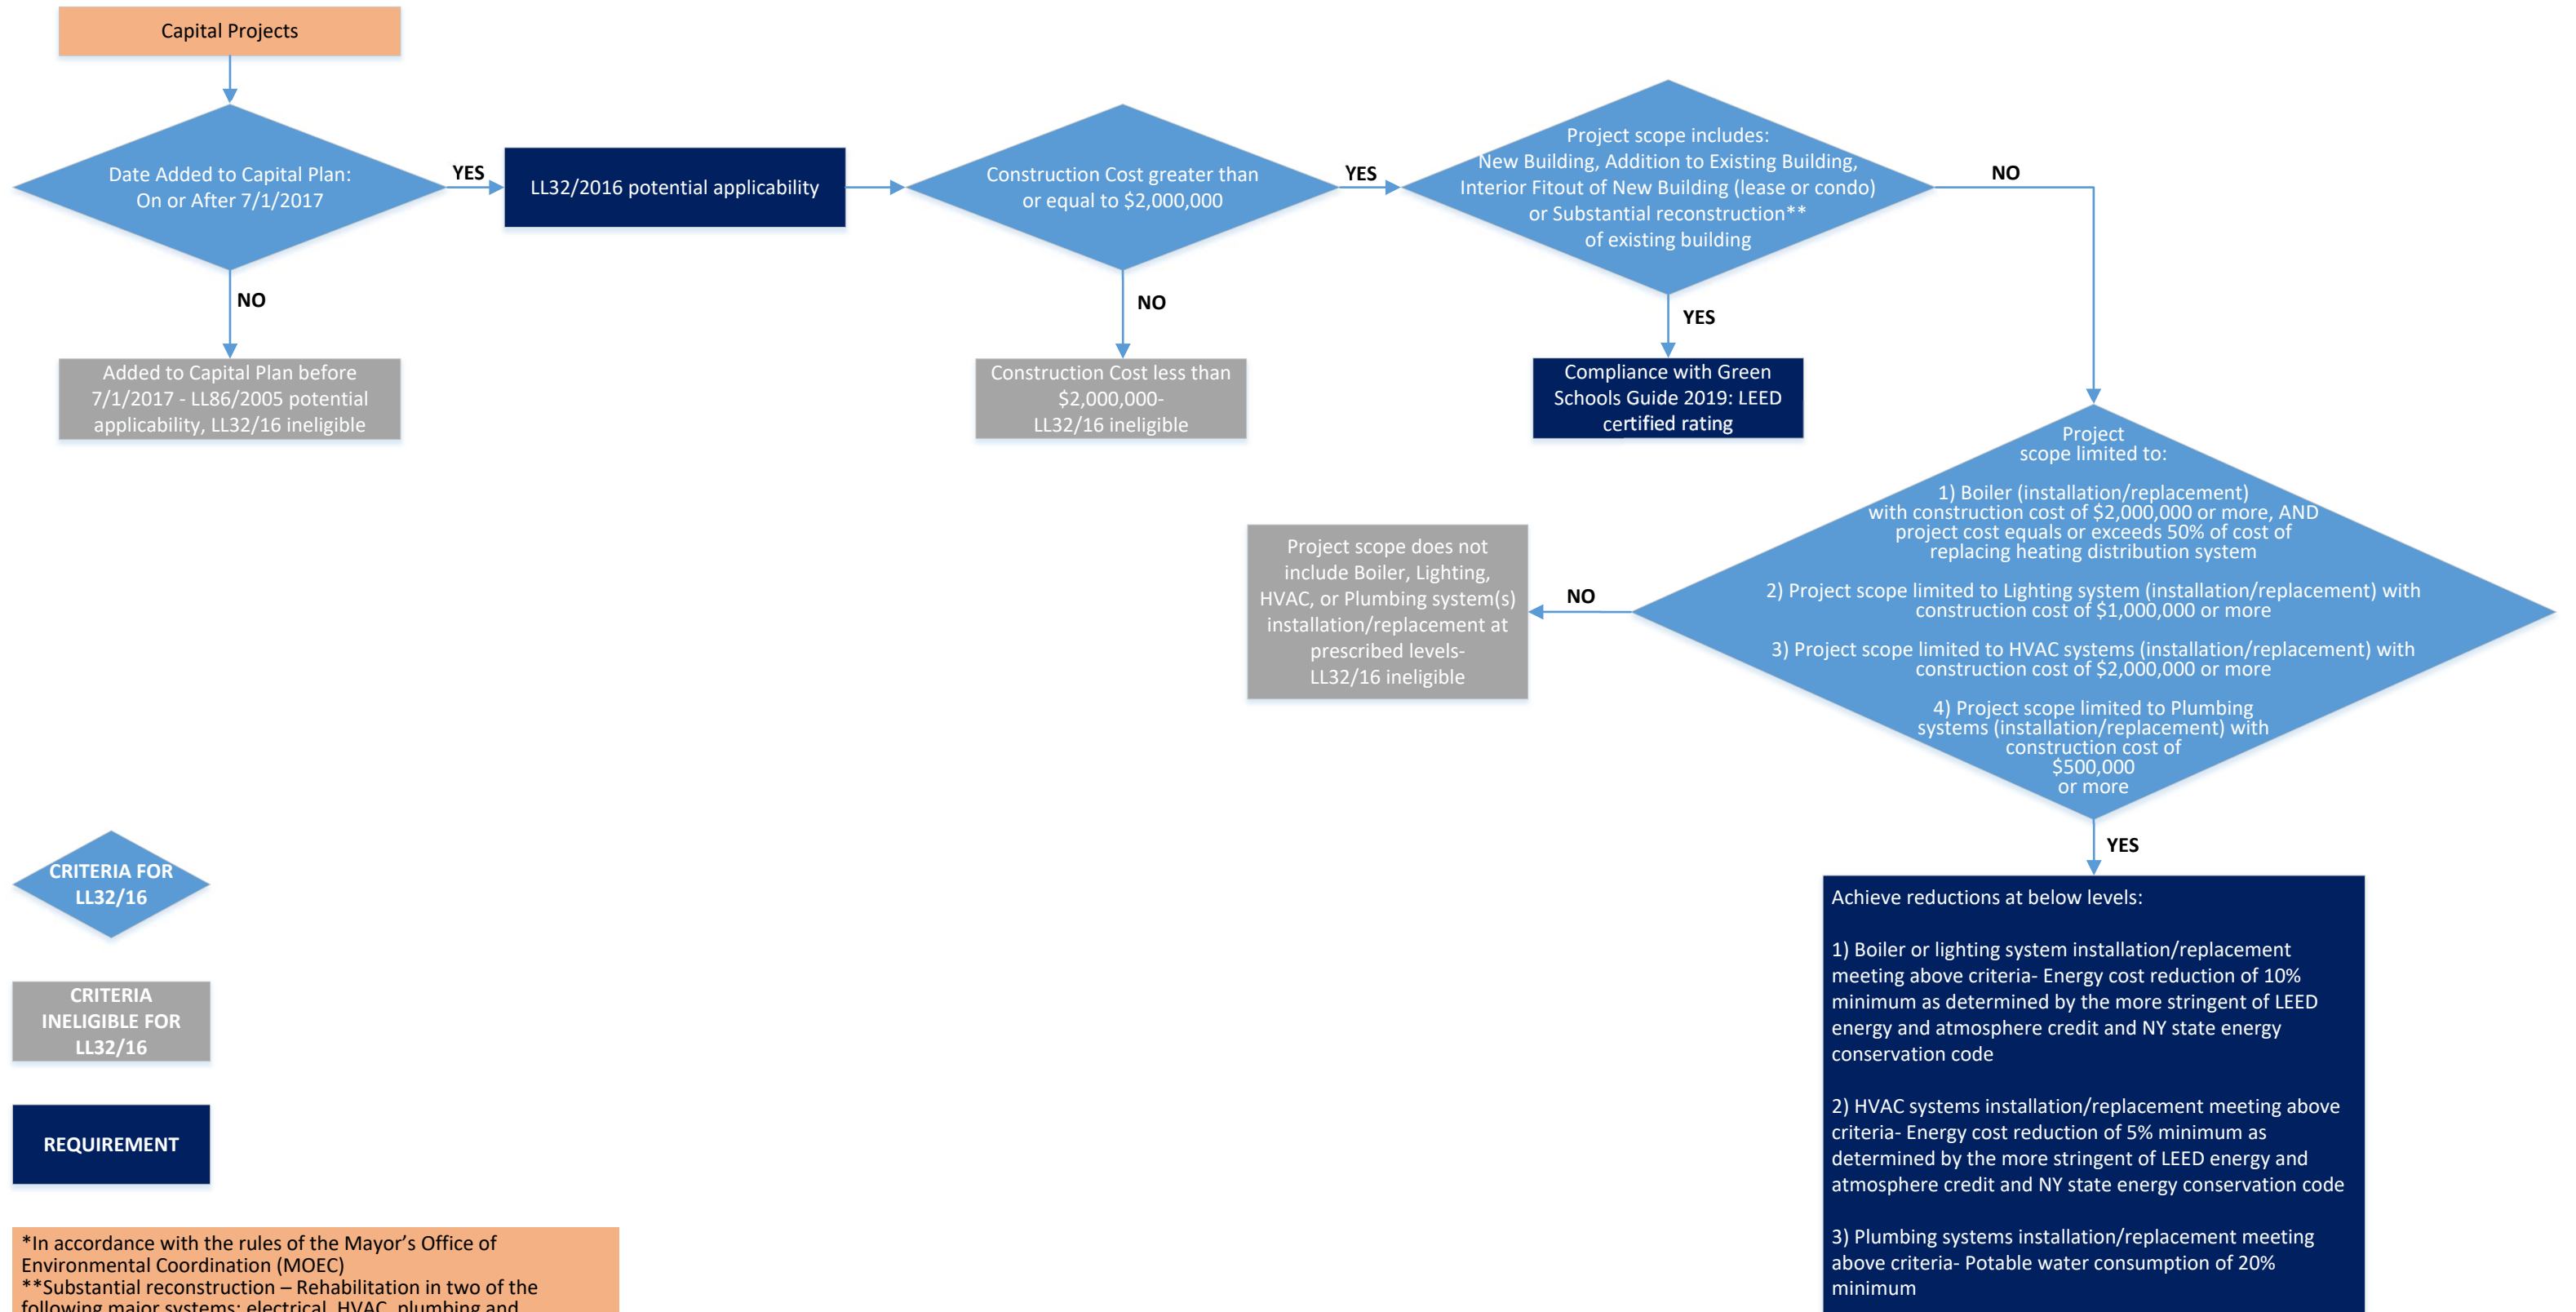 Capital Projects
Date Added to Capital Plan:
On or After 7/1/2017
YES
LL32/2016 potential applicability
Construction Cost greater than
or equal to $2,000,000
YES
Project scope includes:
New Building, Addition to Existing Building,
Interior Fitout of New Building (lease or condo)
or Substantial reconstruction**
of existing building
NO
NO
NO
YES
Added to Capital Plan before
7/1/2017 - LL86/2005 potential
applicability, LL32/16 ineligible
Construction Cost less than
$2,000,000-
LL32/16 ineligible
Compliance with Green
Schools Guide 2019: LEED
certified rating
Project
scope limited to:
1) Boiler (installation/replacement)
with construction cost of $2,000,000 or more, AND
project cost equals or exceeds 50% of cost of
replacing heating distribution system
2) Project scope limited to Lighting system (installation/replacement) with
construction cost of $1,000,000 or more
3) Project scope limited to HVAC systems (installation/replacement) with
construction cost of $2,000,000 or more
4) Project scope limited to Plumbing
systems (installation/replacement) with
construction cost of
$500,000
or more
NO
Project scope does not
include Boiler, Lighting,
HVAC, or Plumbing system(s)
installation/replacement at
prescribed levels-
LL32/16 ineligible
YES
Achieve reductions at below levels:
1) Boiler or lighting system installation/replacement
meeting above criteria- Energy cost reduction of 10%
minimum as determined by the more stringent of LEED
energy and atmosphere credit and NY state energy
conservation code
2) HVAC systems installation/replacement meeting above
criteria- Energy cost reduction of 5% minimum as
determined by the more stringent of LEED energy and
atmosphere credit and NY state energy conservation code
3) Plumbing systems installation/replacement meeting
above criteria- Potable water consumption of 20%
minimum
CRITERIA FOR
LL32/16
CRITERIA
INELIGIBLE FOR
LL32/16
REQUIREMENT
*In accordance with the rules of the Mayor’s Office of
Environmental Coordination (MOEC)
**Substantial reconstruction – Rehabilitation in two of the
following major systems: electrical, HVAC, plumbing and